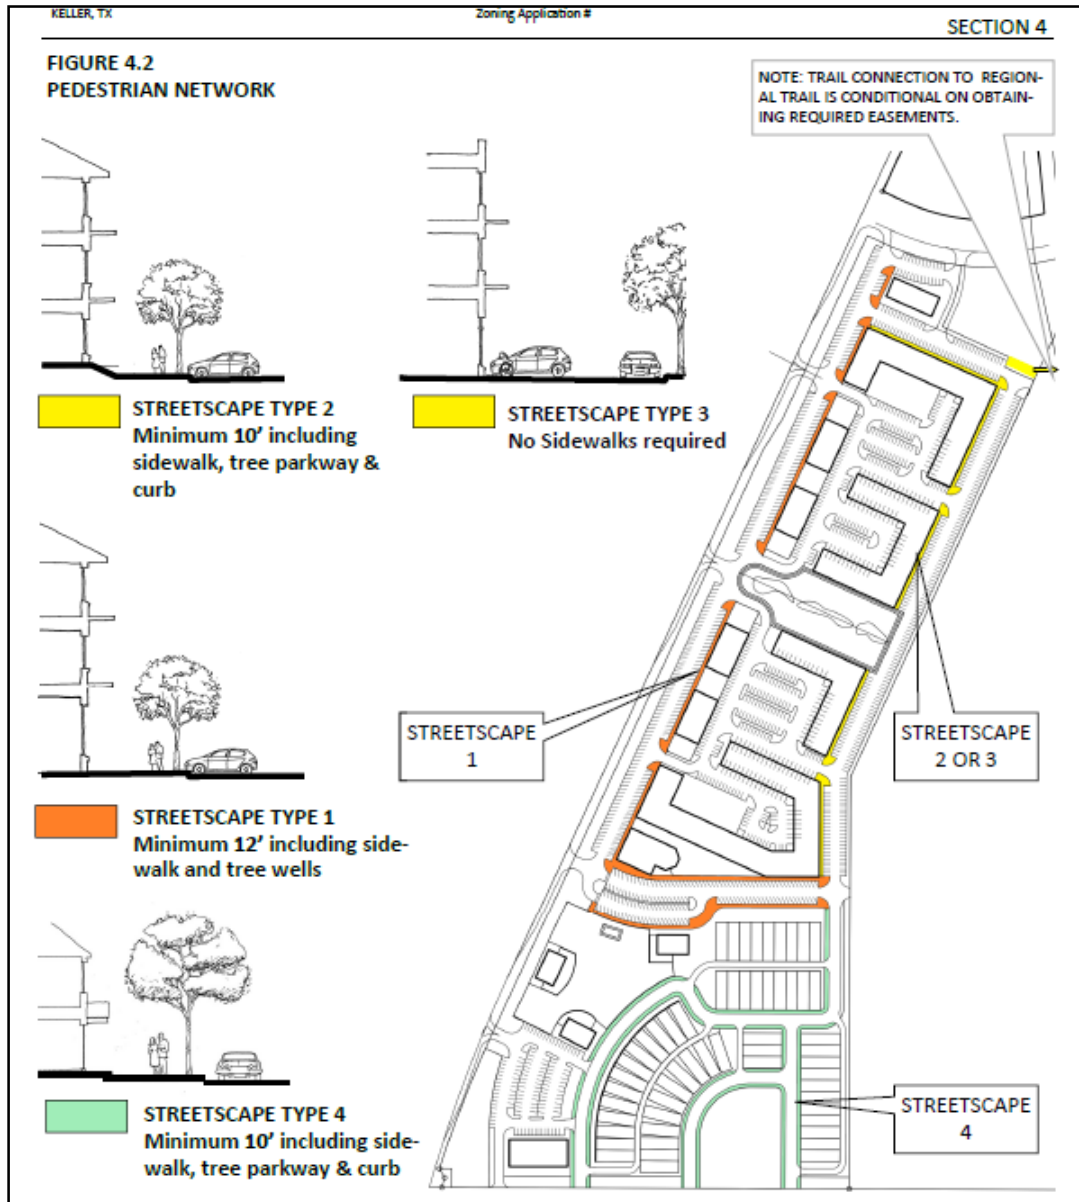 KELLER, TX
Zoning Application #
SECTION 4
FIGURE 4.2
PEDESTRIAN NETWORK
NOTE: TRAIL CONNECTION TO REGION-
AL TRAIL IS CONDITIONAL ON OBTAIN-
ING REQUIRED EASEMENTS.
STREETSCAPE TYPE 2
Minimum 10' including
sidewalk, tree parkway &
curb
STREETSCAPE TYPE 3
No Sidewalks required
STREETSCAPE TYPE 1
Minimum 12' including side-
walk and tree wells
STREETSCAPE TYPE 4
Minimum 10' including side-
walk, tree parkway & curb
STREETSCAPE
1
STREETSCAPE
2 OR 3
STREETSCAPE
4